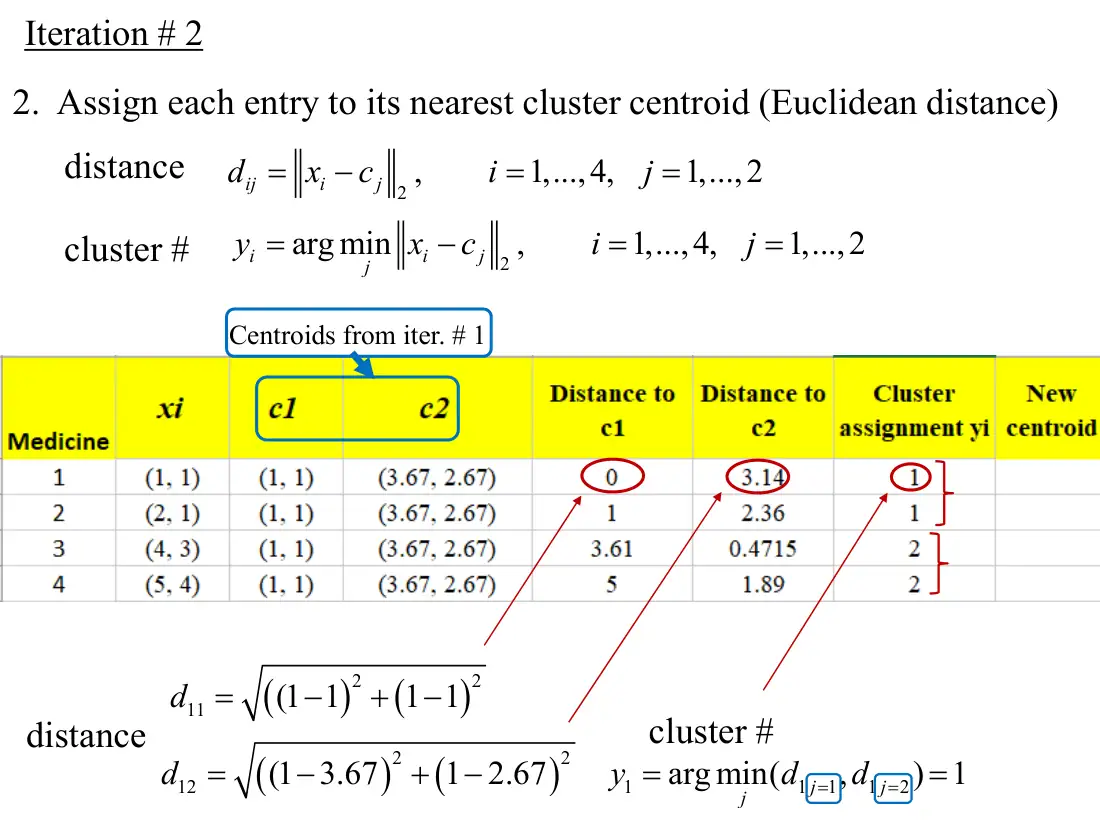 Iteration # 2
2. Assign each entry to its nearest cluster centroid (Euclidean distance)
distance d_ij = ‖x_i − c_j‖_2 , i = 1,...,4, j = 1,...,2
cluster # y_i = arg min_j ‖x_i − c_j‖_2 , i = 1,...,4, j = 1,...,2
Centroids from iter. # 1
Medicine xi c1 c2 Distance to c1 Distance to c2 Cluster assignment yi New centroid
1 (1, 1) (1, 1) (3.67, 2.67) 0 3.14 1
2 (2, 1) (1, 1) (3.67, 2.67) 1 2.36 1
3 (4, 3) (1, 1) (3.67, 2.67) 3.61 0.4715 2
4 (5, 4) (1, 1) (3.67, 2.67) 5 1.89 2
distance
d_11 = √((1−1)^2 + (1−1)^2
d_12 = √((1−3.67)^2 + (1−2.67)^2
cluster #
y_1 = arg min_j (d_1 j=1, d_1 j=2) = 1